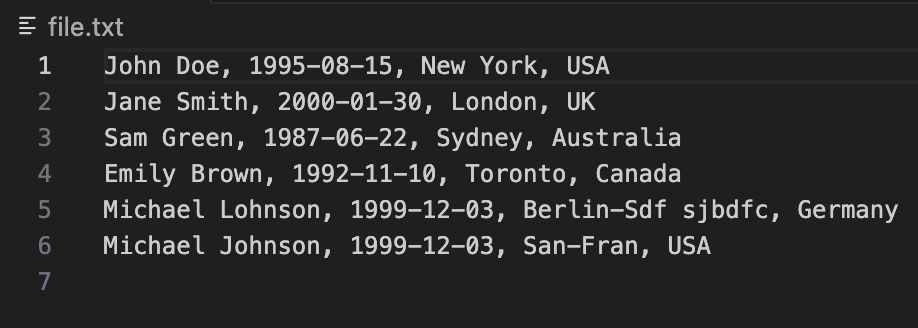 file.txt
1 John Doe, 1995-08-15, New York, USA
2 Jane Smith, 2000-01-30, London, UK
3 Sam Green, 1987-06-22, Sydney, Australia
4 Emily Brown, 1992-11-10, Toronto, Canada
5 Michael Lohnson, 1999-12-03, Berlin-Sdf sjbdfc, Germany
6 Michael Johnson, 1999-12-03, San-Fran, USA
7